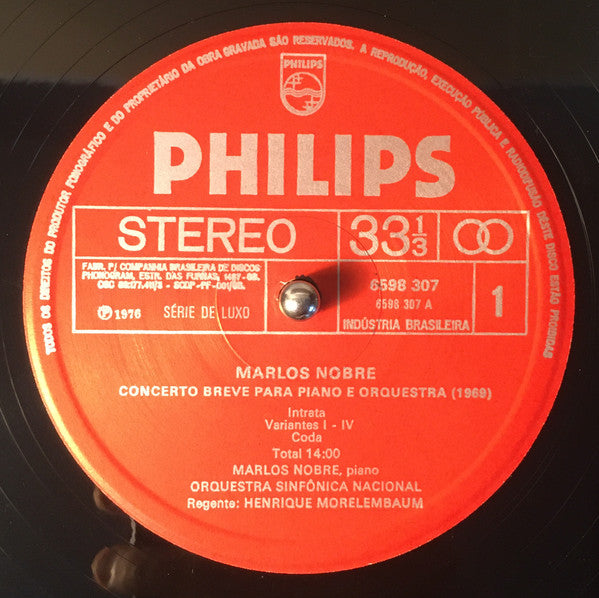 TODOS OS DIREITOS DO PRODUTOR FONOGRÁFICO E DO PROPRIETÁRIO DA OBRA GRAVADA SÃO RESERVADOS. A REPRODUÇÃO, EXECUÇÃO PÚBLICA E RADIODIFUSÃO DESTE DISCO ESTÃO PROIBIDAS
PHILIPS
PHILIPS
STEREO 33 1/3
FABR. P/ COMPANHIA BRASILEIRA DE DISCOS
PHONOGRAM, ESTR. DAS FURNAS,
℗ 1976 SÉRIE DE LUXO
6598 307
6598 307 A
INDÚSTRIA BRASILEIRA
1
MARLOS NOBRE
CONCERTO BREVE PARA PIANO E ORQUESTRA (1969)
Intrata
Variantes I - IV
Coda
Total 14:00
MARLOS NOBRE, piano
ORQUESTRA SINFÔNICA NACIONAL
Regente: HENRIQUE MORELEMBAUM